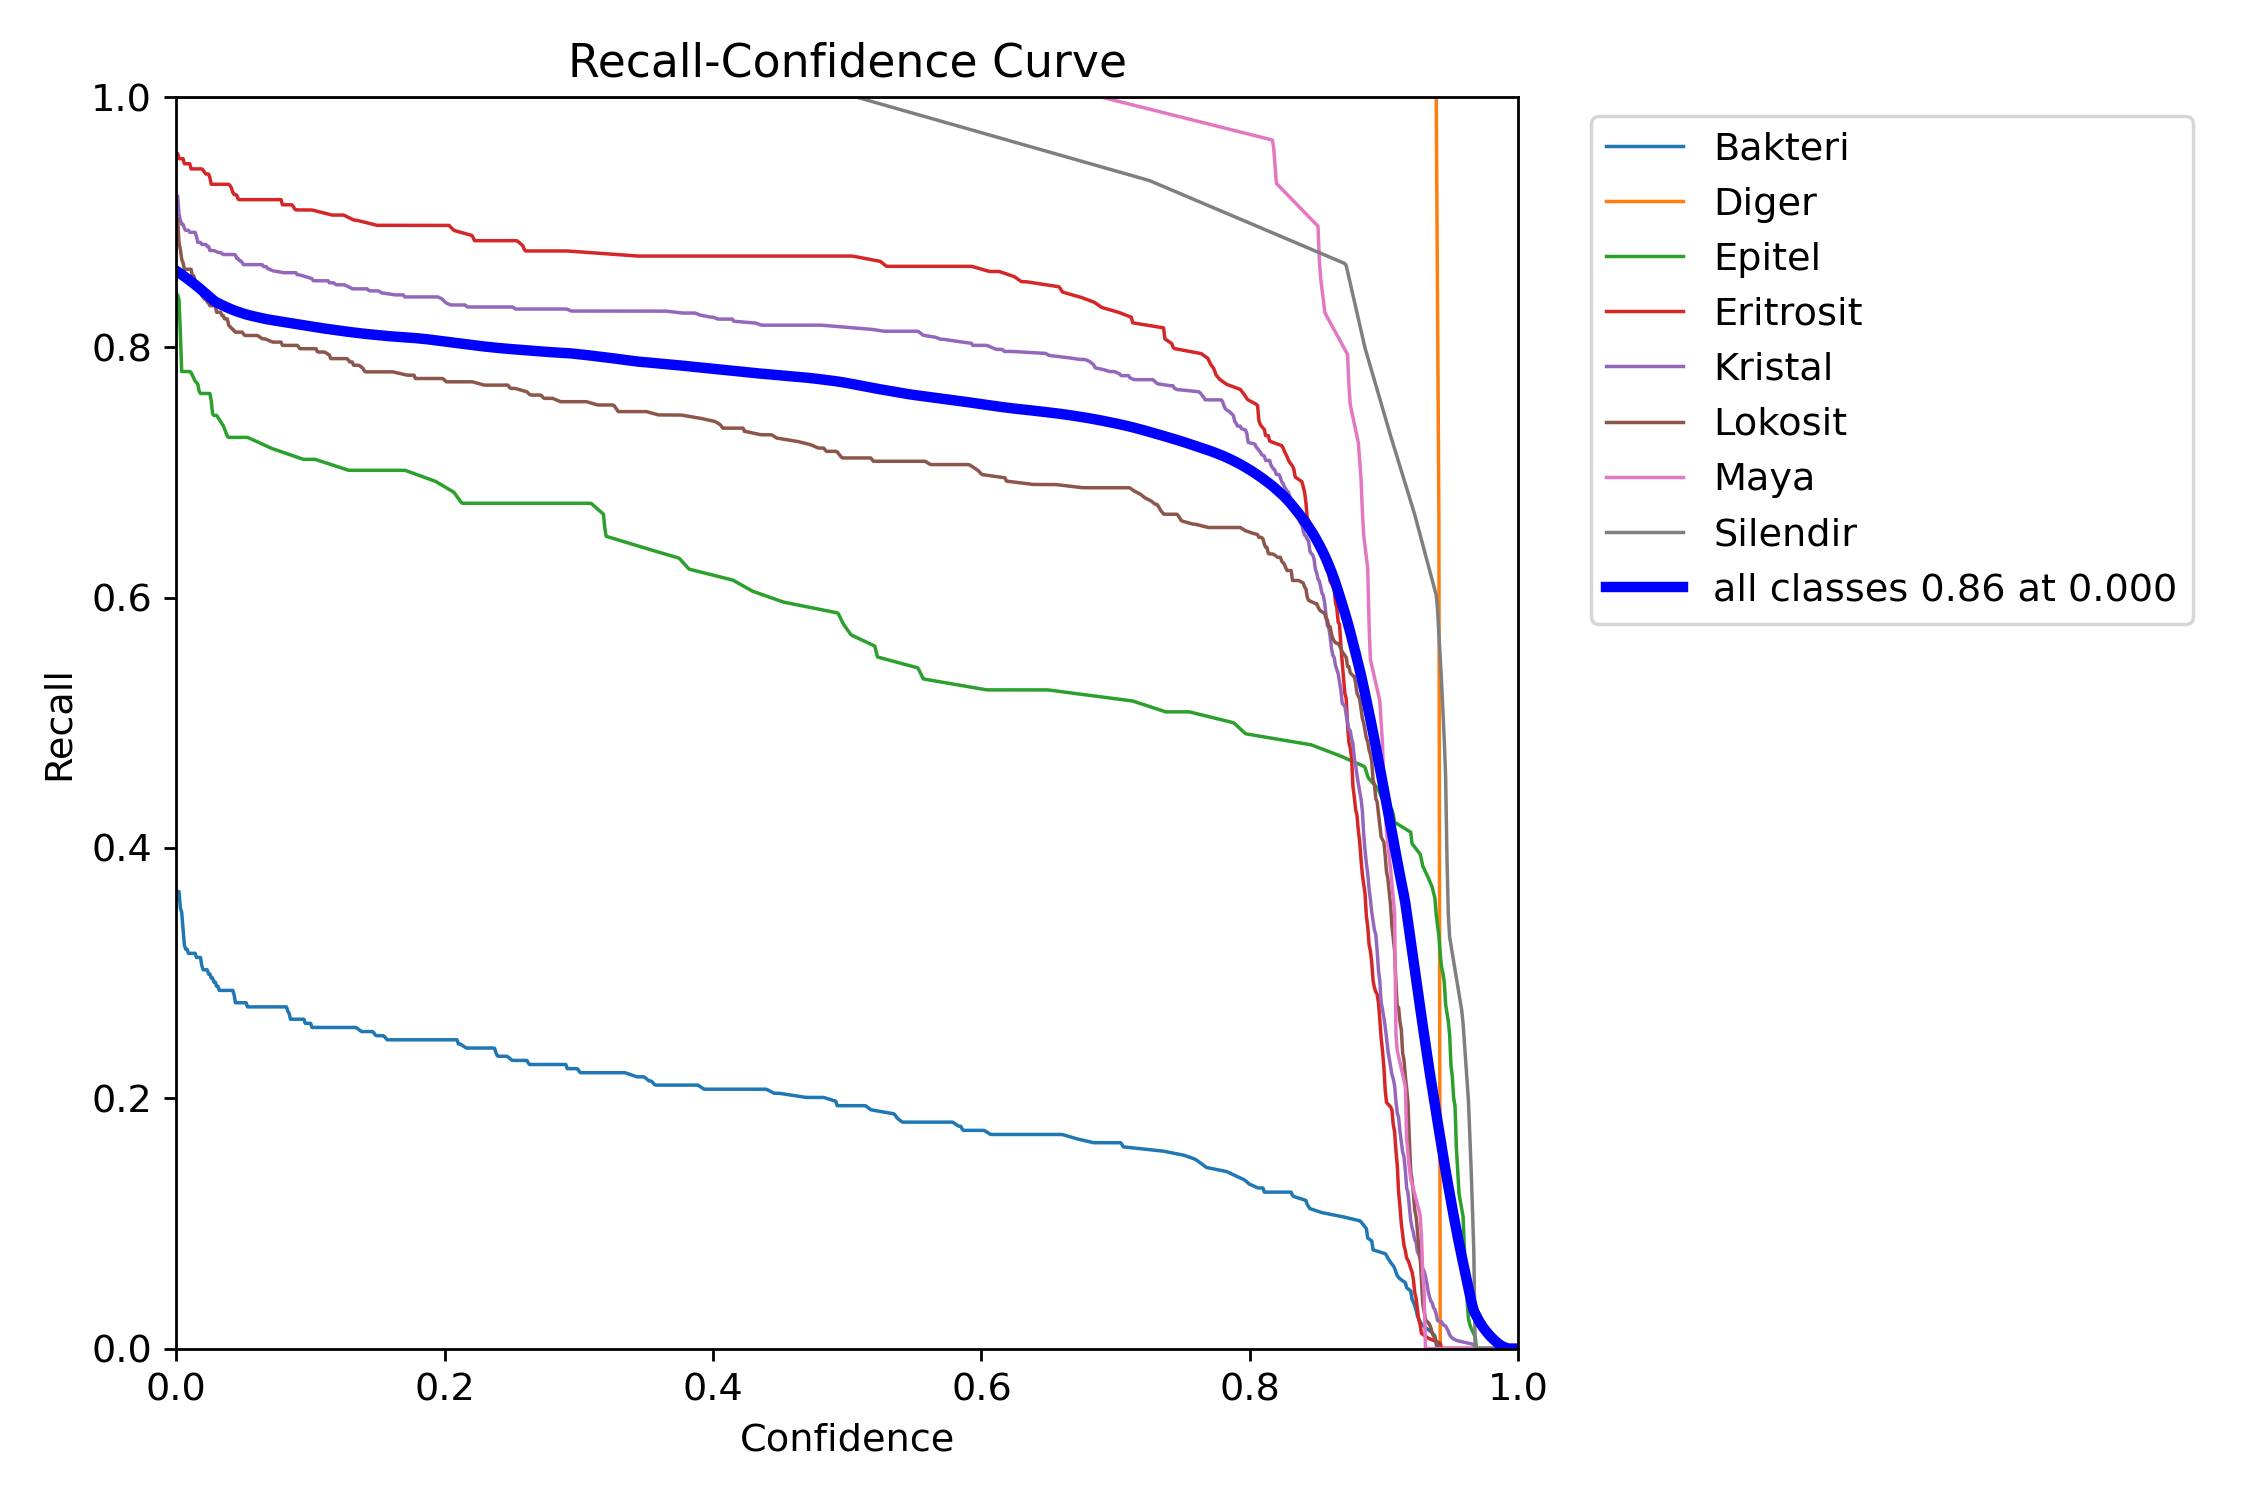 Recall-Confidence Curve
1.0
0.8
0.6
0.4
0.2
0.0
Recall
0.0 0.2 0.4 0.6 0.8 1.0
Confidence
Bakteri
Diger
Epitel
Eritrosit
Kristal
Lokosit
Maya
Silendir
all classes 0.86 at 0.000